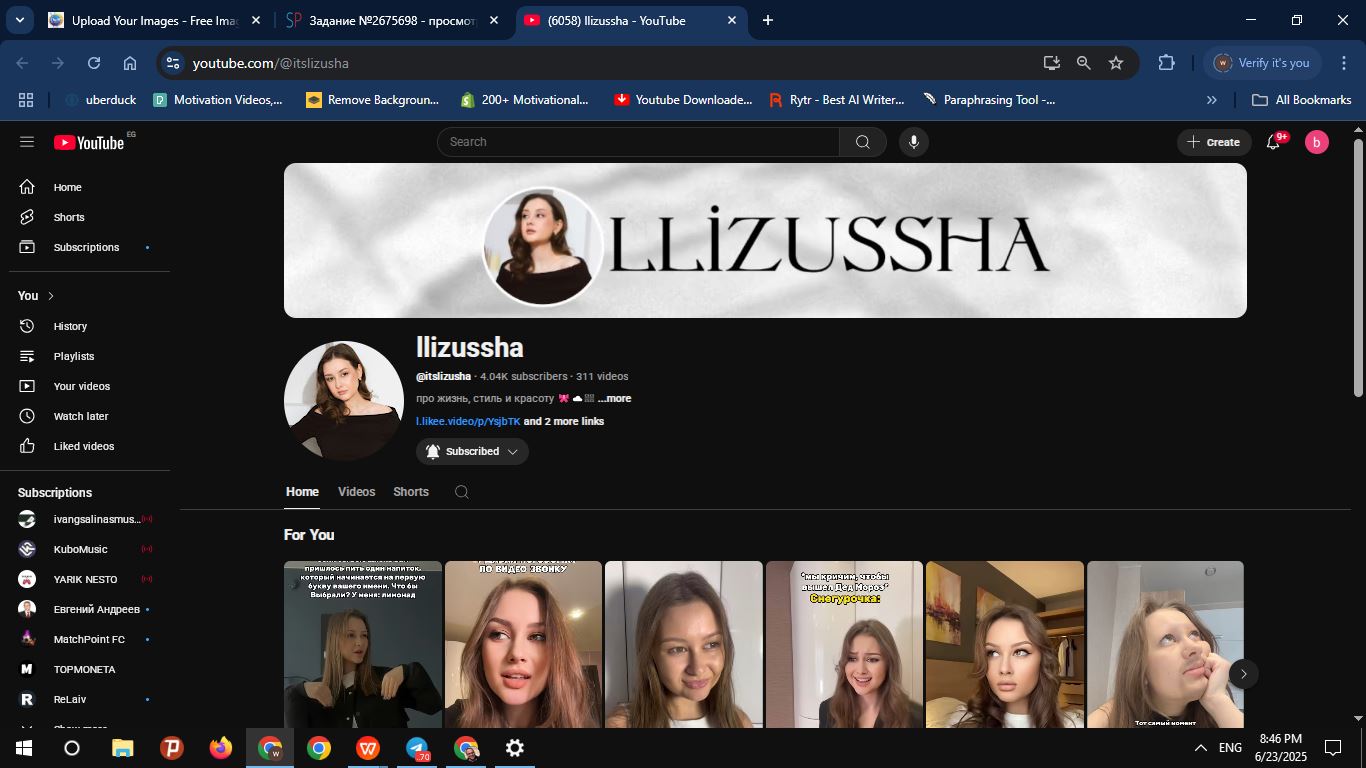 Upload Your Images - Free Imag
Задание №2675698 - просмотр
(6058) llizussha - YouTube
youtube.com/@itslizusha
Verify it's you
uberduck
Motivation Videos,...
Remove Backgroun...
200+ Motivational...
Youtube Downloade...
Rytr - Best AI Writer...
Paraphrasing Tool -...
All Bookmarks
YouTube EG
Search
Create
9+
b
Home
Shorts
Subscriptions
You
History
Playlists
Your videos
Watch later
Liked videos
Subscriptions
ivangsalinasmus...
KuboMusic
YARIK NESTO
Евгений Андреев
MatchPoint FC
TOPMONETA
ReLaiv
LLİZUSSHA
llizussha
@itslizusha · 4.04K subscribers · 311 videos
про жизнь, стиль и красоту 🎀 ☁ ...more
l.likee.video/p/YsjbTK and 2 more links
Subscribed
Home Videos Shorts
For You
пришлось пить один напиток,
который начинается на первую
букву вашего имени. Что бы
Выбрали? У меня: лимонад
ПО ВИДЕО ЗВОНКУ
*мы кричим, чтобы
вышел Дед Мороз*
Снегурочка:
Тот самый момент
ENG
8:46 PM
6/23/2025